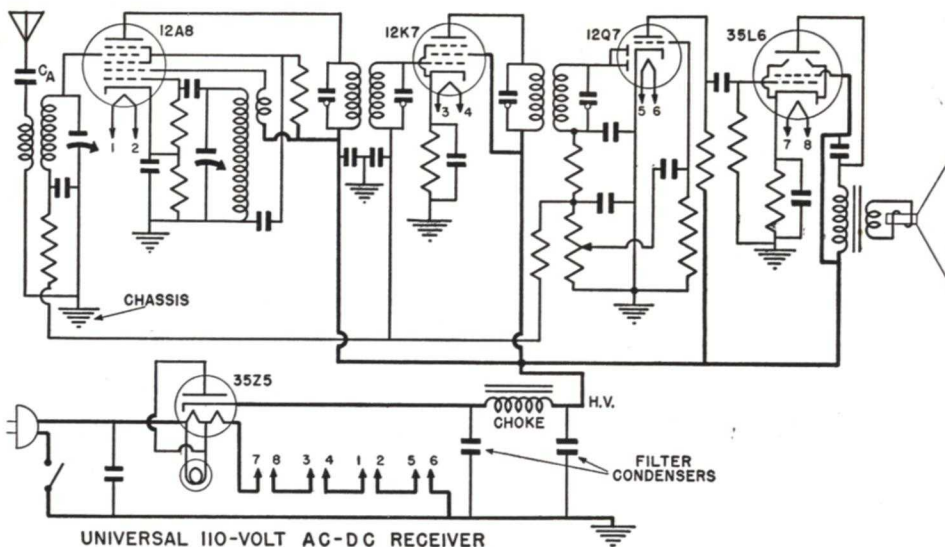 12A8
12K7
12Q7
35L6
CA
1 2
3 4
5 6
7 8
CHASSIS
35Z5
H.V.
CHOKE
7 8 3 4 1 2 5 6
FILTER
CONDENSERS
UNIVERSAL 110-VOLT AC-DC RECEIVER